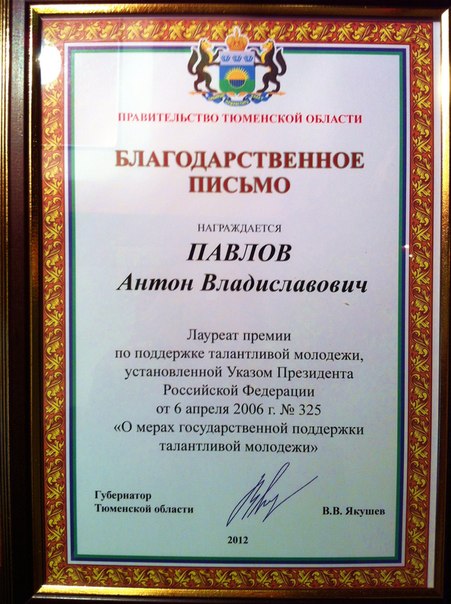 ПРАВИТЕЛЬСТВО ТЮМЕНСКОЙ ОБЛАСТИ
БЛАГОДАРСТВЕННОЕ
ПИСЬМО
НАГРАЖДАЕТСЯ
ПАВЛОВ
Антон Владиславович
Лауреат премии
по поддержке талантливой молодежи,
установленной Указом Президента
Российской Федерации
от 6 апреля 2006 г. № 325
«О мерах государственной поддержки
талантливой молодежи»
Губернатор
Тюменской области
В.В. Якушев
2012